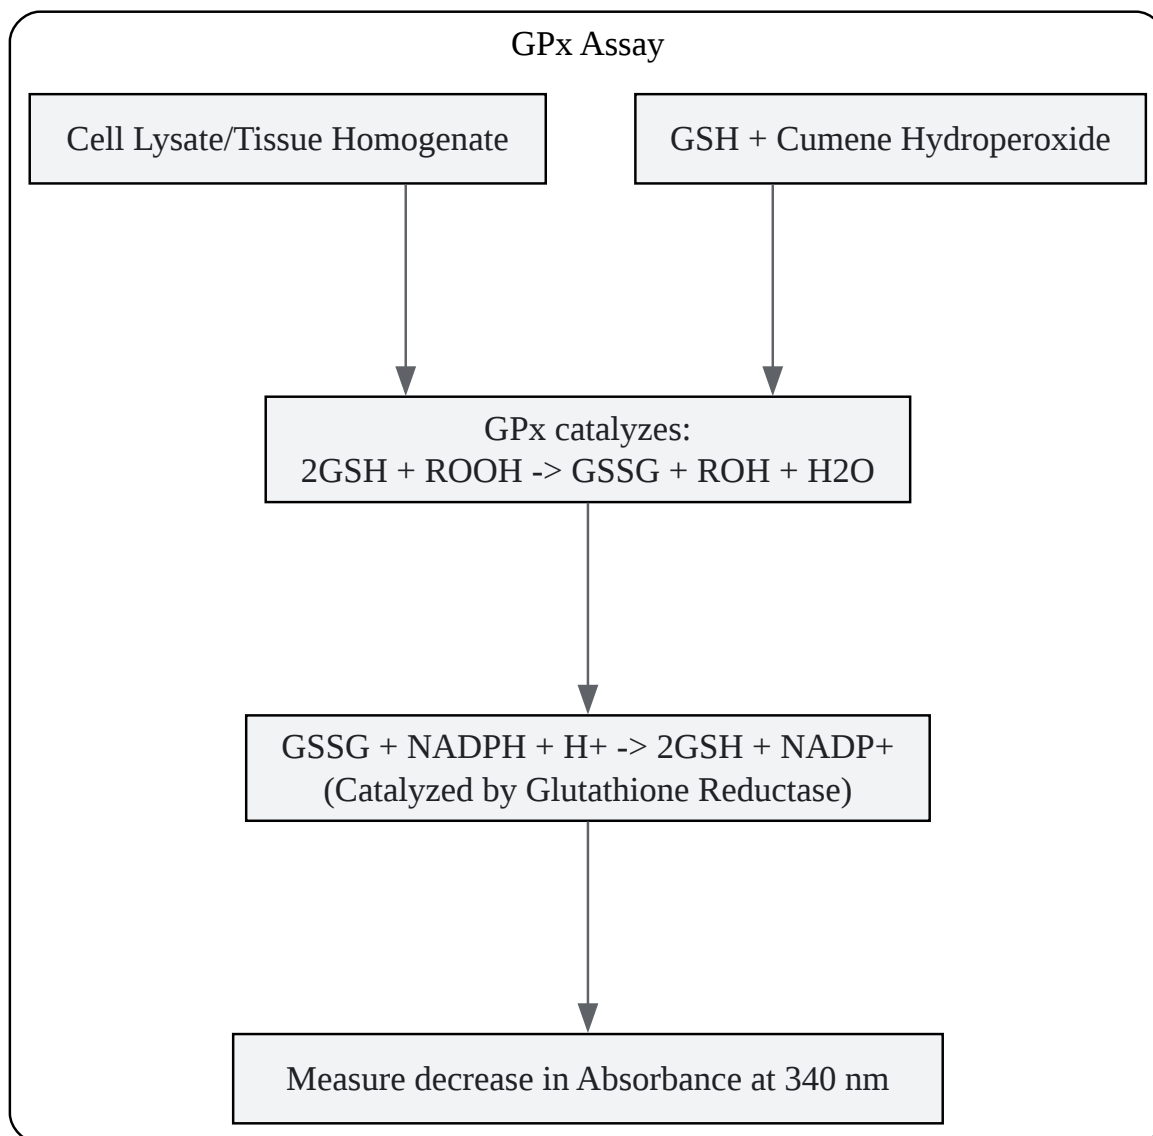 GPx Assay
Cell Lysate/Tissue Homogenate
GSH + Cumene Hydroperoxide
GPx catalyzes:
2GSH + ROOH -> GSSG + ROH + H2O
GSSG + NADPH + H+ -> 2GSH + NADP+
(Catalyzed by Glutathione Reductase)
Measure decrease in Absorbance at 340 nm